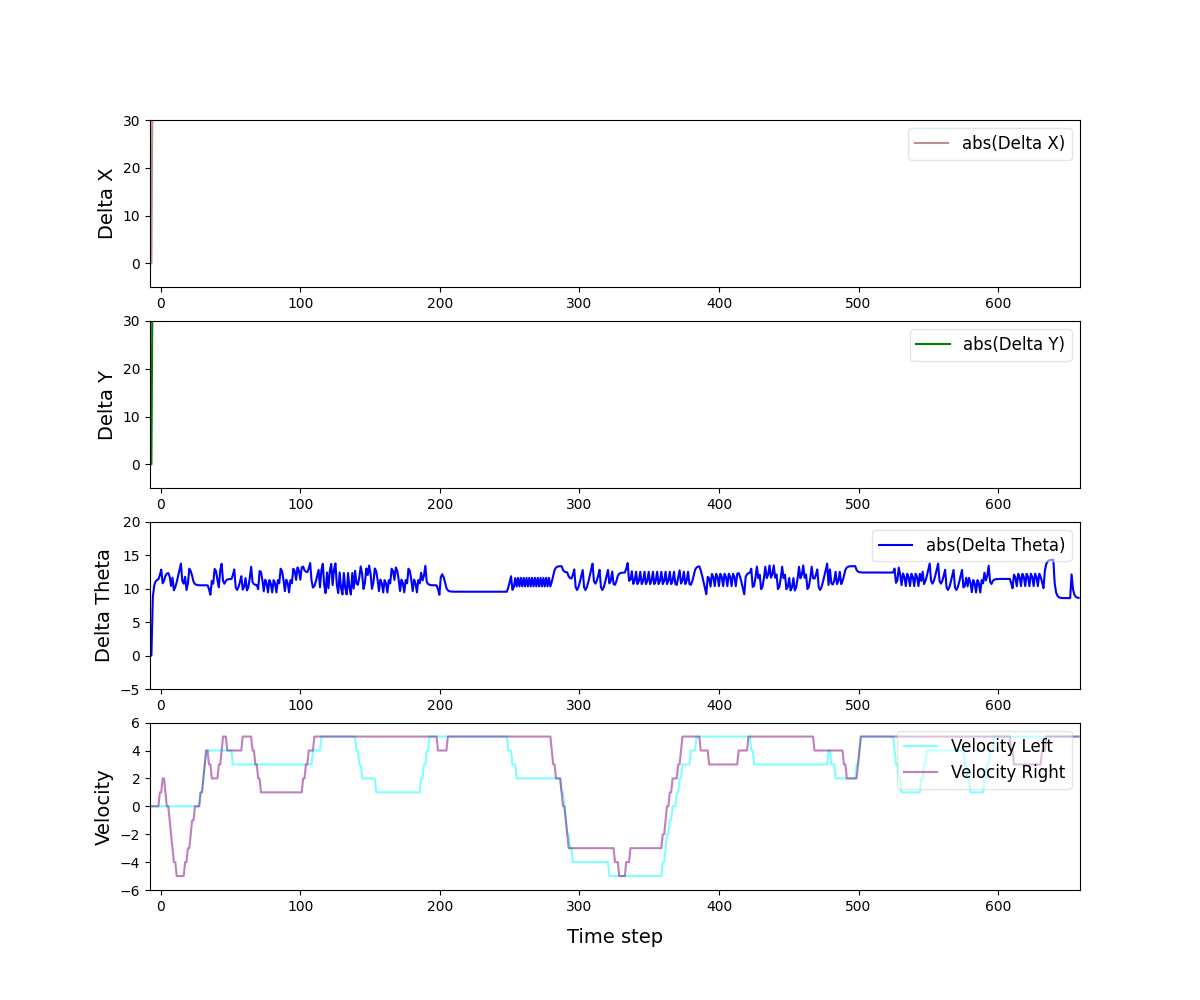 30
20
10
0
Delta X
abs(Delta X)
0 100 200 300 400 500 600
30
20
10
0
Delta Y
abs(Delta Y)
0 100 200 300 400 500 600
20
15
10
5
0
−5
Delta Theta
abs(Delta Theta)
0 100 200 300 400 500 600
6
4
2
0
−2
−4
−6
Velocity
Velocity Left
Velocity Right
0 100 200 300 400 500 600
Time step